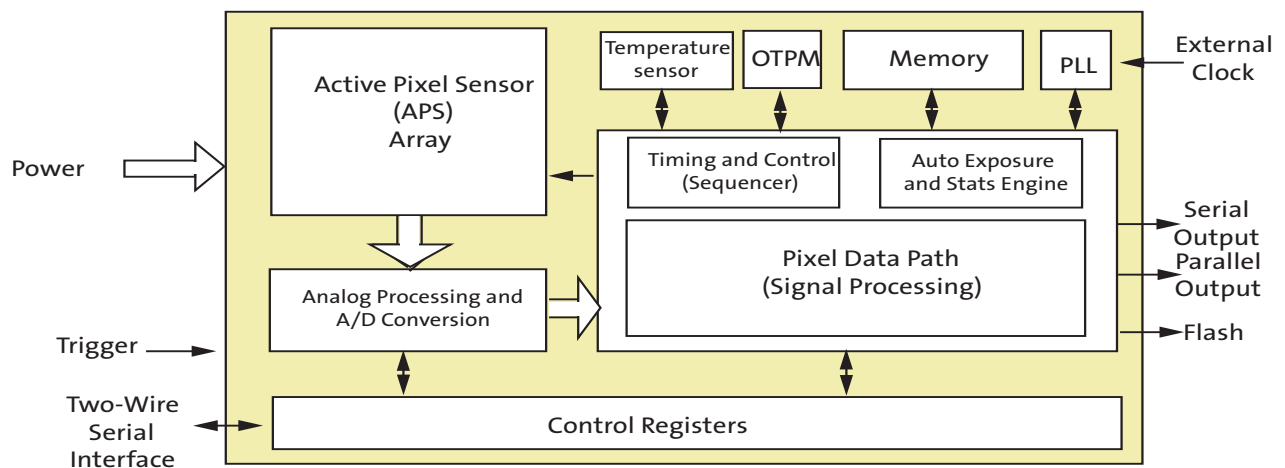 Active Pixel Sensor
(APS)
Array
Temperature
sensor
OTPM
Memory
PLL
External
Clock
Power
Timing and Control
(Sequencer)
Auto Exposure
and Stats Engine
Serial
Output
Parallel
Output
Flash
Pixel Data Path
(Signal Processing)
Analog Processing and
A/D Conversion
Trigger
Two-Wire
Serial
Interface
Control Registers